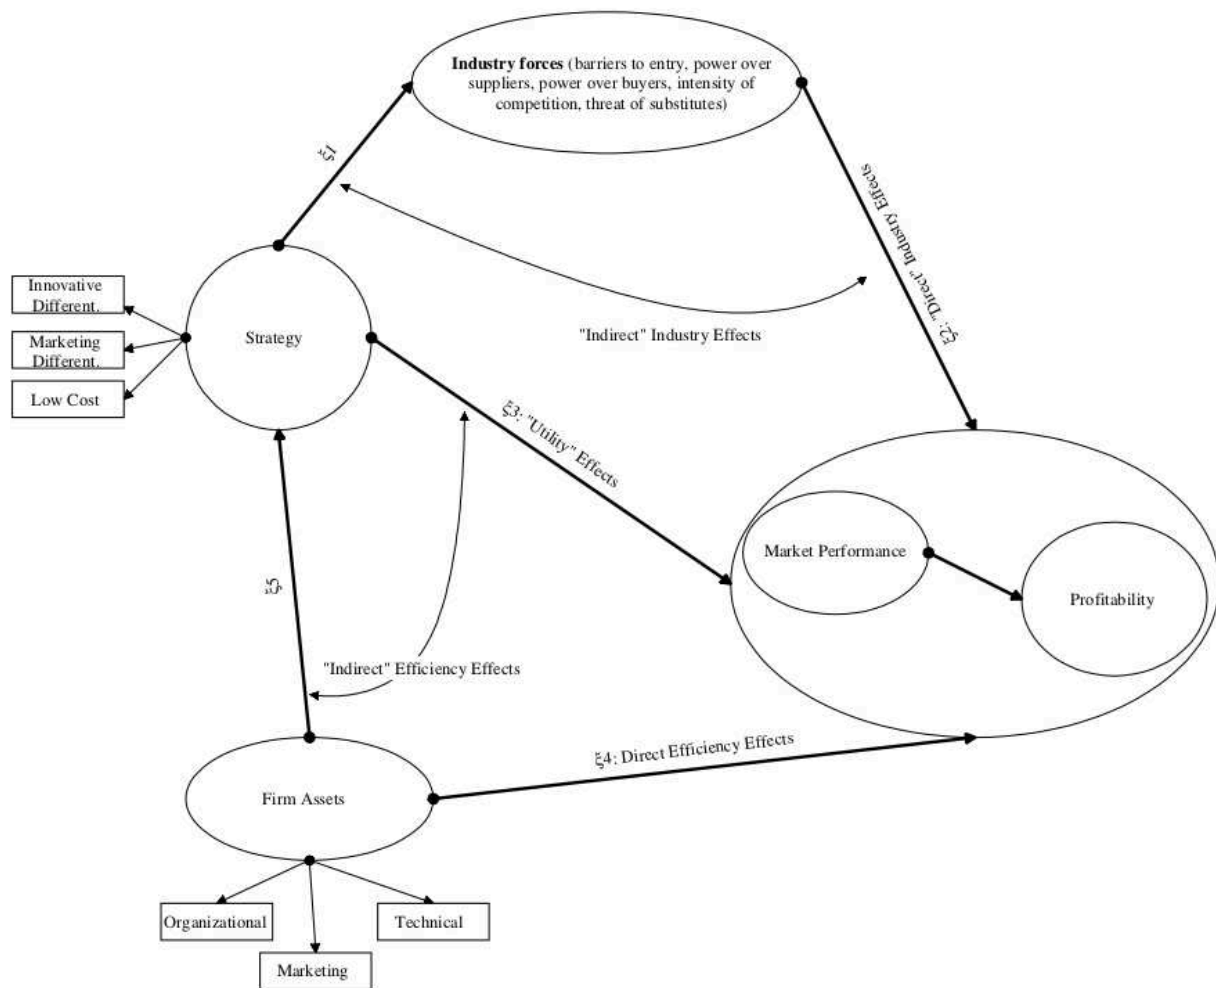 Industry forces (barriers to entry, power over
suppliers, power over buyers, intensity of
competition, threat of substitutes)
ξ1
ξ2: "Direct" Industry Effects
Innovative
Different.
Marketing
Different.
Low Cost
Strategy
"Indirect" Industry Effects
ξ3: "Utility" Effects
Market Performance
Profitability
ξ5
"Indirect" Efficiency Effects
ξ4: Direct Efficiency Effects
Firm Assets
Organizational
Technical
Marketing